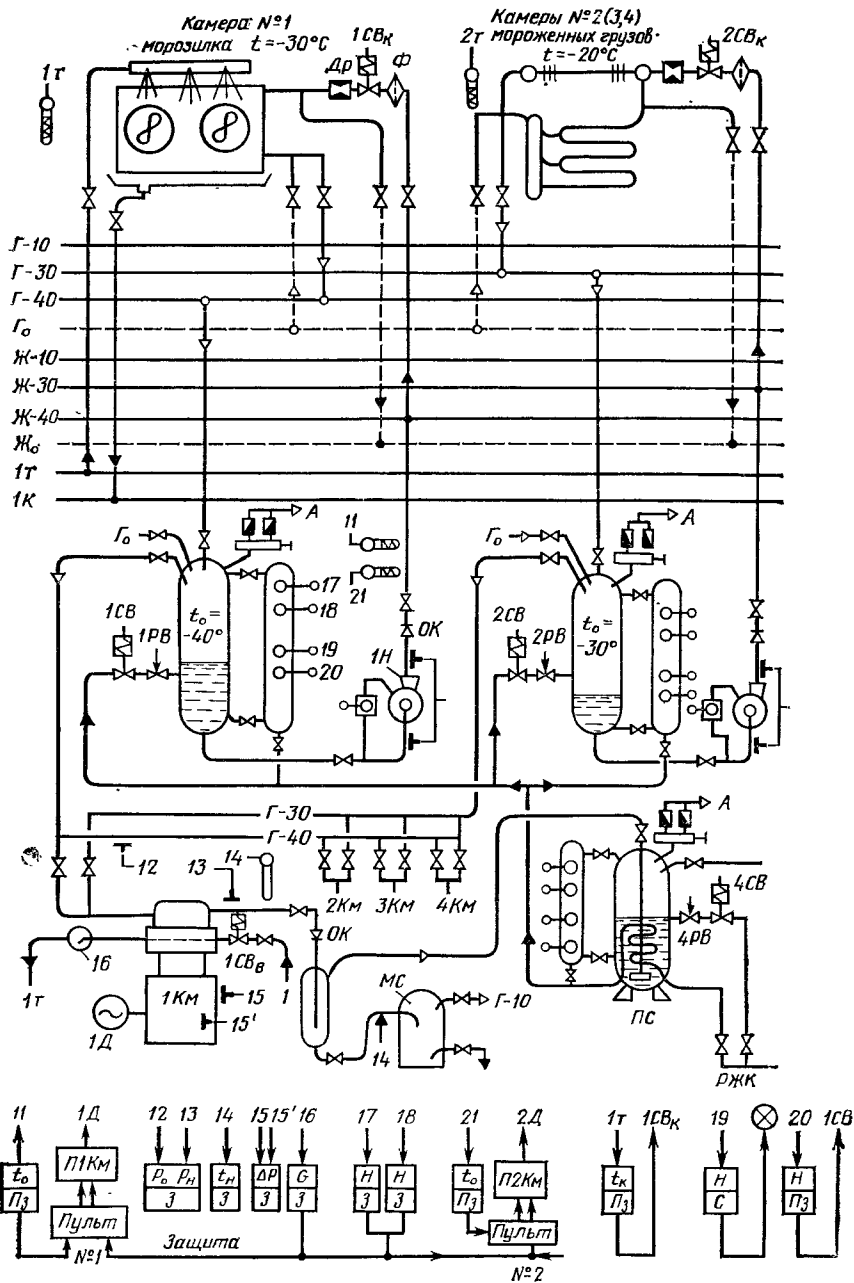 Камера №1
морозилка t=-30°C
1СВк
Др
Ф
1т
Камеры №2(3,4)
мороженных грузов
t=-20°C
2т
2СВк
Г-10
Г-30
Г-40
Го
Ж-10
Ж-30
Ж-40
Жо
1т
1к
Го
А
11
21
17
18
19
20
tо=
-40°
1СВ
1РВ
1Н
ОК
Го
А
tо=
-30°
2СВ
2РВ
Г-30
Г-40
12
13
14
2Км
3Км
4Км
А
4СВ
4РВ
ПС
РЖК
ОК
1СВв
16
1т
1
1Км
15
15'
1Д
МС
Г-10
14
11
1Д
12
13
14
15
15'
16
17
18
21
2Д
1т
1СВк
19
20
1СВ
tо
Пз
П1Км
Пульт
№1
Ро
Рн
З
tн
З
ΔР
З
G
З
Н
З
Н
З
tо
Пз
П2Км
Пульт
№2
tк
Пз
Н
С
Н
Пз
Защита